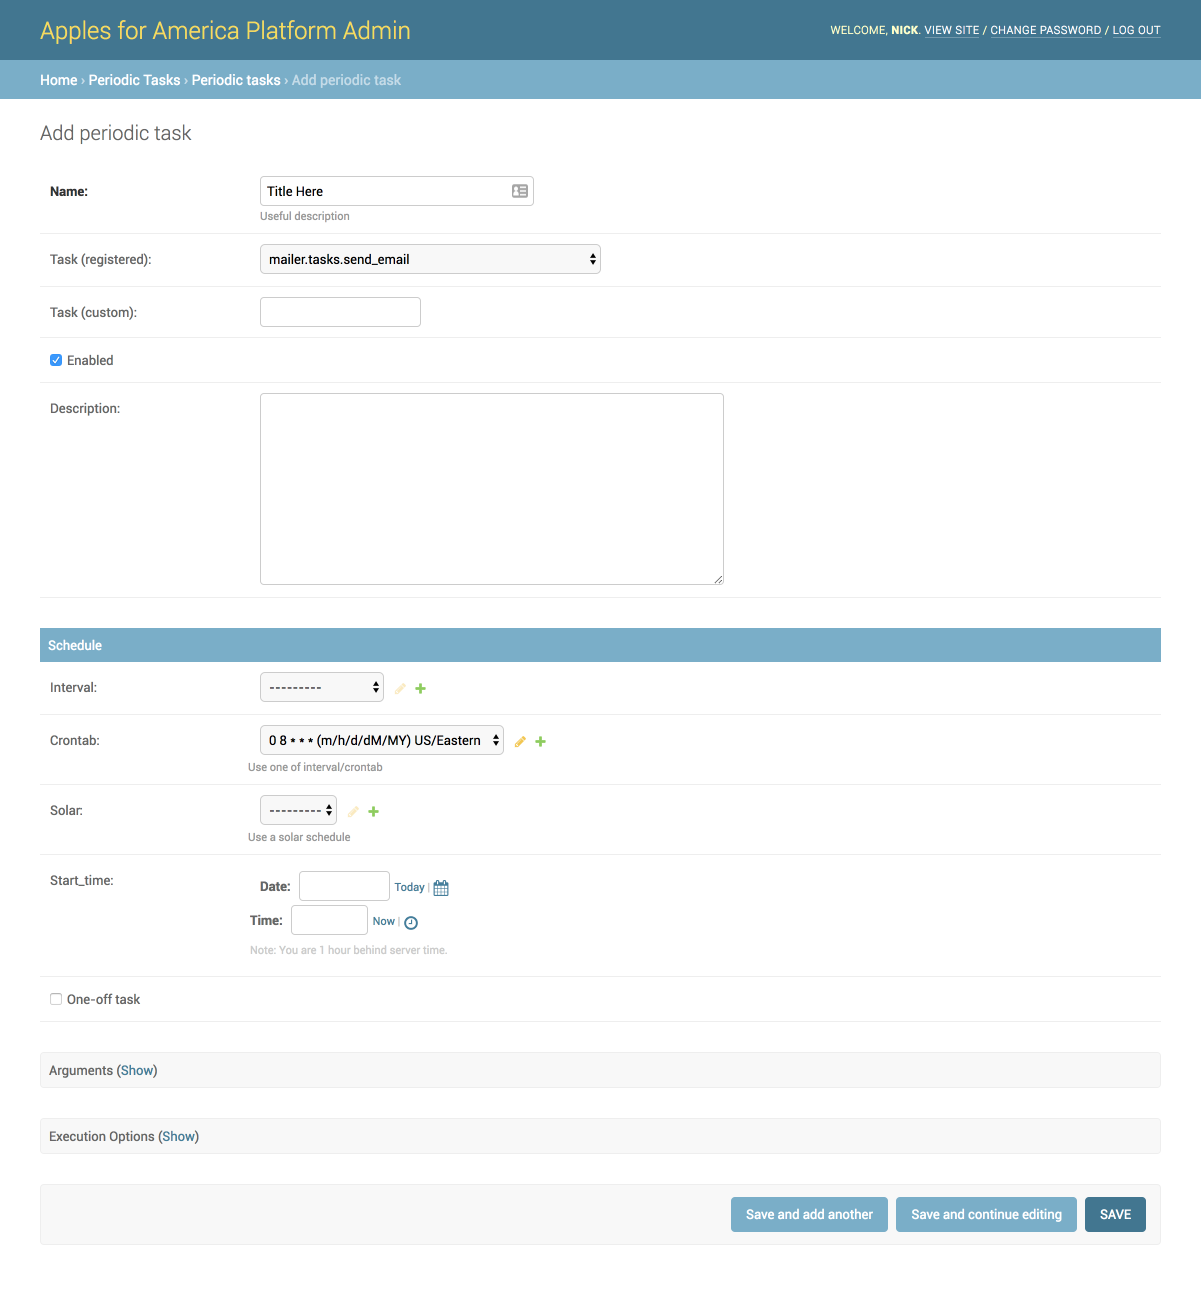 Apples for America Platform Admin
WELCOME, NICK. VIEW SITE / CHANGE PASSWORD / LOG OUT
Home › Periodic Tasks › Periodic tasks › Add periodic task
Add periodic task
Name: Title Here
Useful description
Task (registered): mailer.tasks.send_email
Task (custom):
Enabled
Description:
Schedule
Interval: ---------
Crontab: 0 8 * * * (m/h/d/dM/MY) US/Eastern
Use one of interval/crontab
Solar: ---------
Use a solar schedule
Start_time:
Date: Today |
Time: Now |
Note: You are 1 hour behind server time.
One-off task
Arguments (Show)
Execution Options (Show)
Save and add another Save and continue editing SAVE